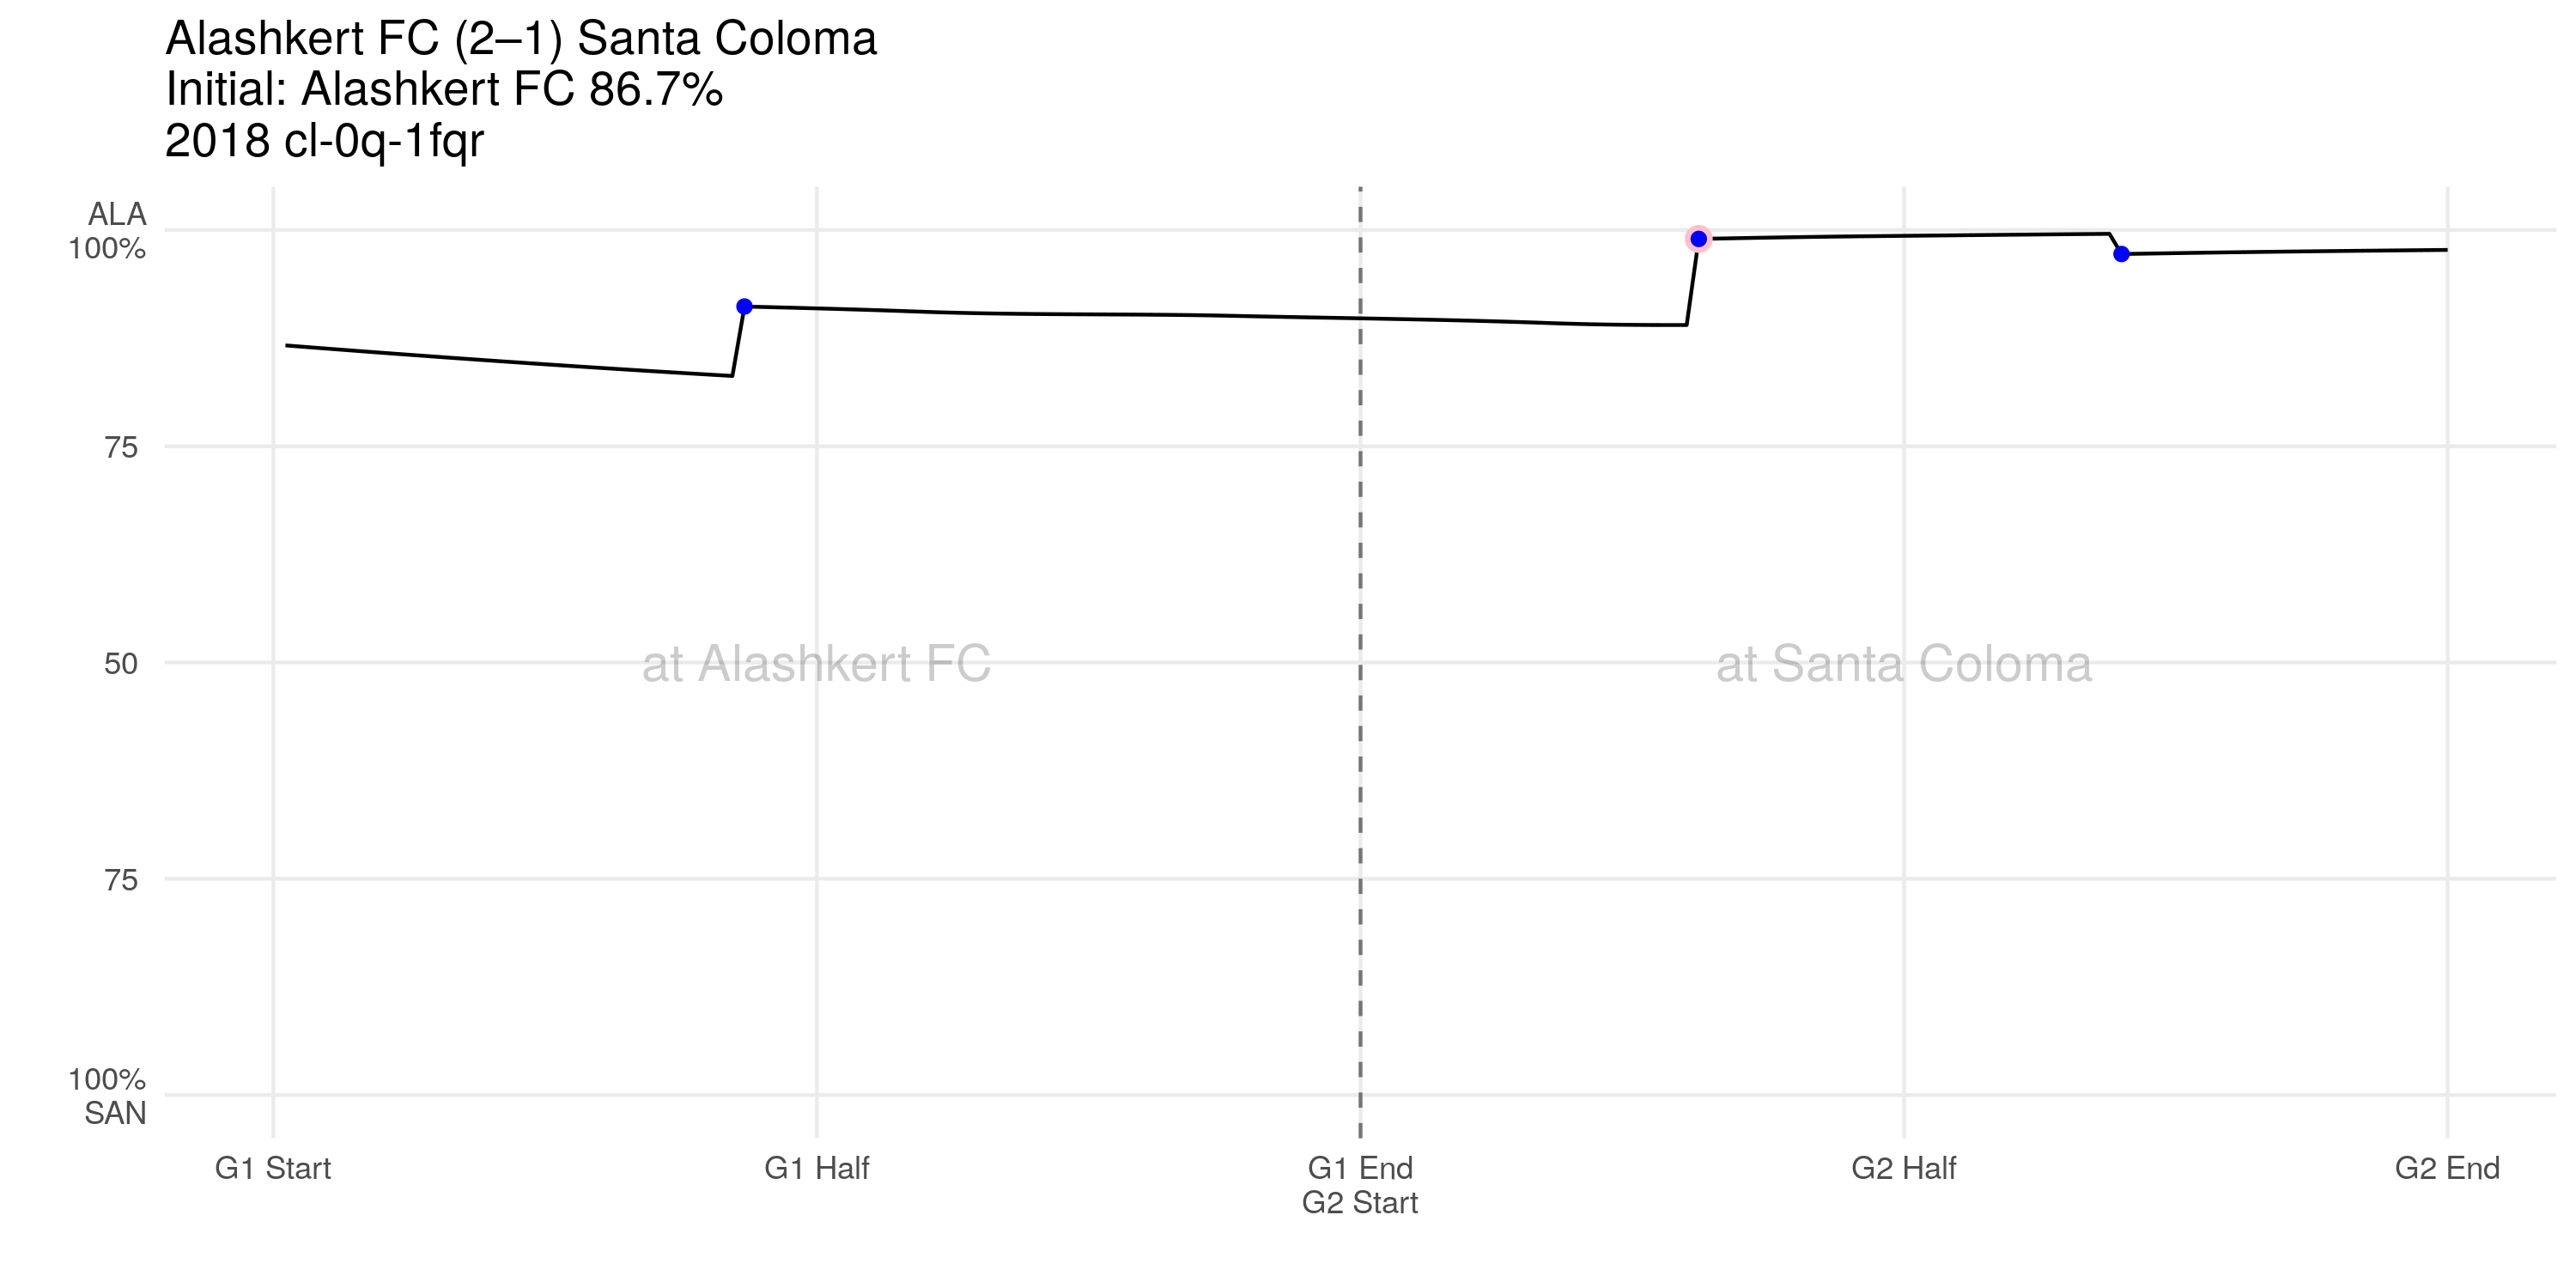 Alashkert FC (2–1) Santa Coloma
Initial: Alashkert FC 86.7%
2018 cl-0q-1fqr
ALA
100%
75
50
75
100%
SAN
at Alashkert FC
at Santa Coloma
G1 Start
G1 Half
G1 End
G2 Start
G2 Half
G2 End